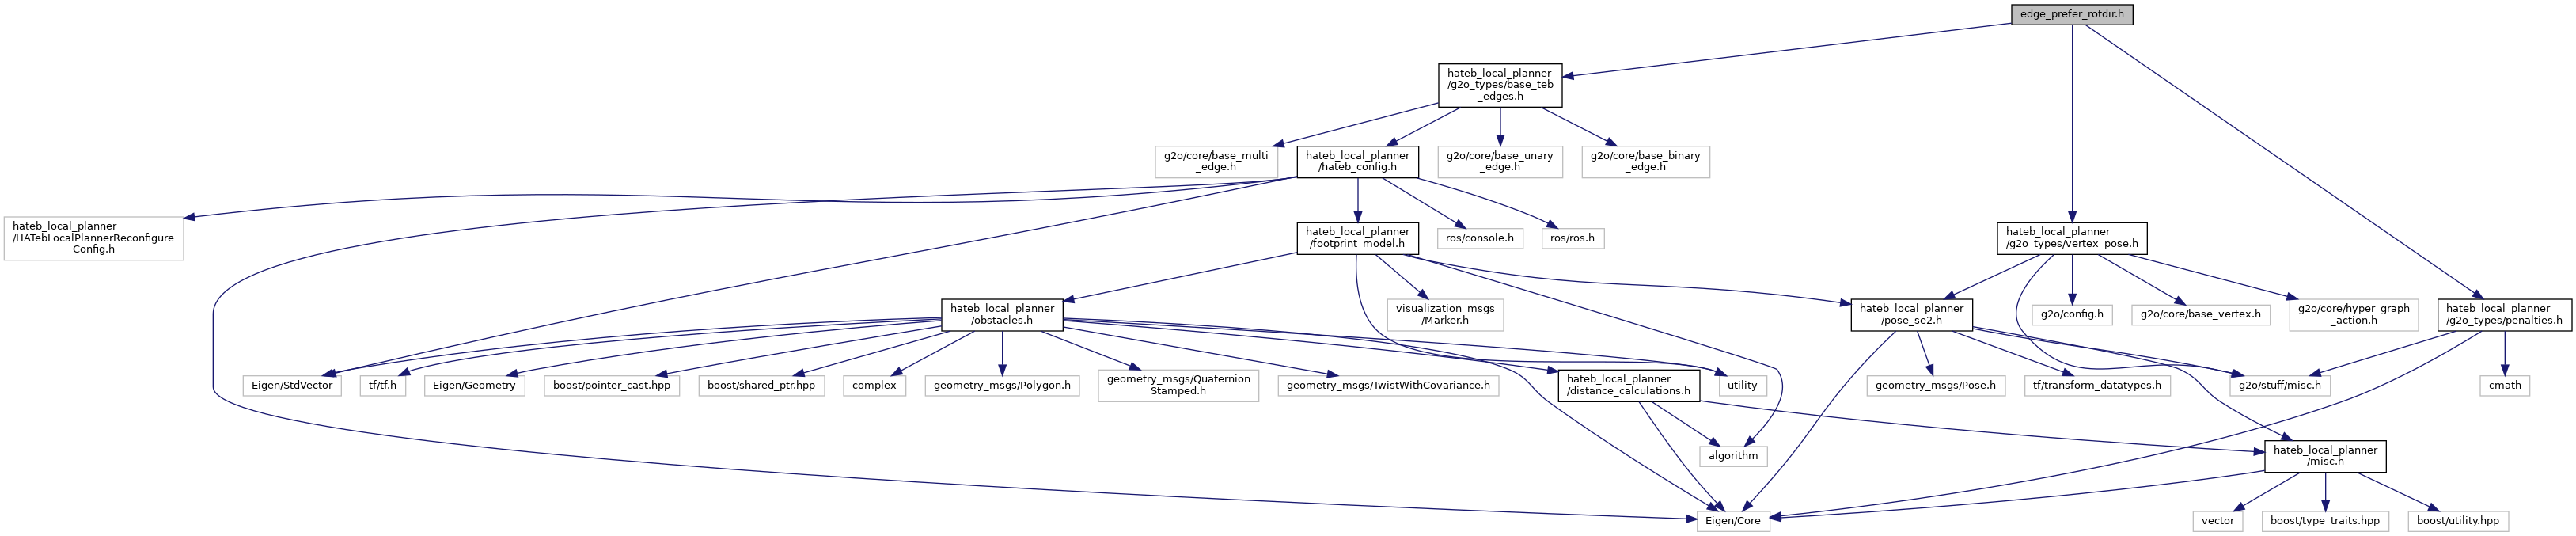 edge_prefer_rotdir.h
hateb_local_planner
/g2o_types/base_teb
_edges.h
g2o/core/base_multi
_edge.h
hateb_local_planner
/hateb_config.h
g2o/core/base_unary
_edge.h
g2o/core/base_binary
_edge.h
hateb_local_planner
/HATebLocalPlannerReconfigure
Config.h
hateb_local_planner
/footprint_model.h
ros/console.h
ros/ros.h
hateb_local_planner
/g2o_types/vertex_pose.h
hateb_local_planner
/obstacles.h
visualization_msgs
/Marker.h
hateb_local_planner
/pose_se2.h
g2o/config.h
g2o/core/base_vertex.h
g2o/core/hyper_graph
_action.h
hateb_local_planner
/g2o_types/penalties.h
Eigen/StdVector
tf/tf.h
Eigen/Geometry
boost/pointer_cast.hpp
boost/shared_ptr.hpp
complex
geometry_msgs/Polygon.h
geometry_msgs/Quaternion
Stamped.h
geometry_msgs/TwistWithCovariance.h
hateb_local_planner
/distance_calculations.h
utility
geometry_msgs/Pose.h
tf/transform_datatypes.h
g2o/stuff/misc.h
cmath
algorithm
hateb_local_planner
/misc.h
Eigen/Core
vector
boost/type_traits.hpp
boost/utility.hpp